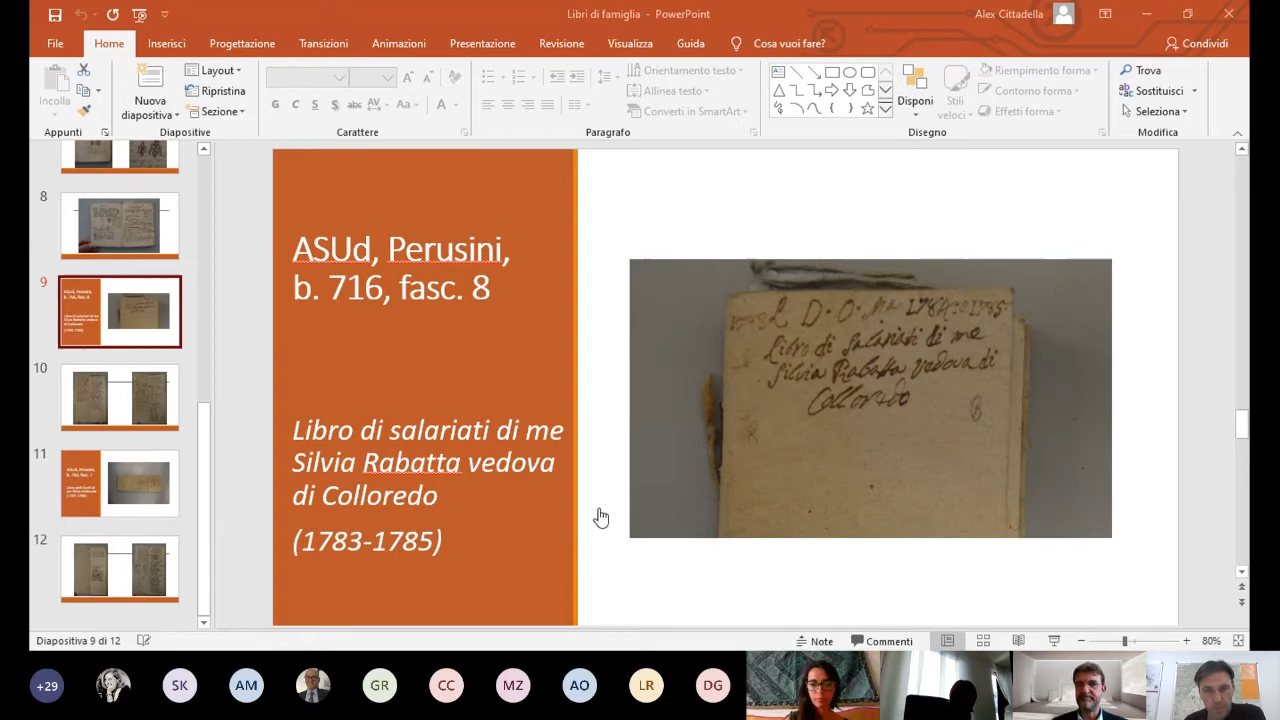 Libri di famiglia - PowerPoint
Alex Cittadella
File
Home
Inserisci
Progettazione
Transizioni
Animazioni
Presentazione
Revisione
Visualizza
Guida
Cosa vuoi fare?
Condividi
Incolla
Nuova
diapositiva
Layout
Ripristina
Sezione
Orientamento testo
Allinea testo
Converti in SmartArt
Disponi
Stili
veloci
Riempimento forma
Contorno forma
Effetti forma
Trova
Sostituisci
Seleziona
Appunti
Diapositive
Carattere
Paragrafo
Disegno
Modifica
8
9
10
11
12
ASUd, Perusini,
b. 716, fasc. 8
Libro di salariati di me
Silvia Rabatta vedova
di Colloredo
(1783-1785)
L D. O. M. 1785
Libro di Salariati di me
Silvia Rabatta vedova di
Colloredo
8
Diapositiva 9 di 12
Note
Commenti
80%
+29
SK
AM
GR
CC
MZ
AO
LR
DG